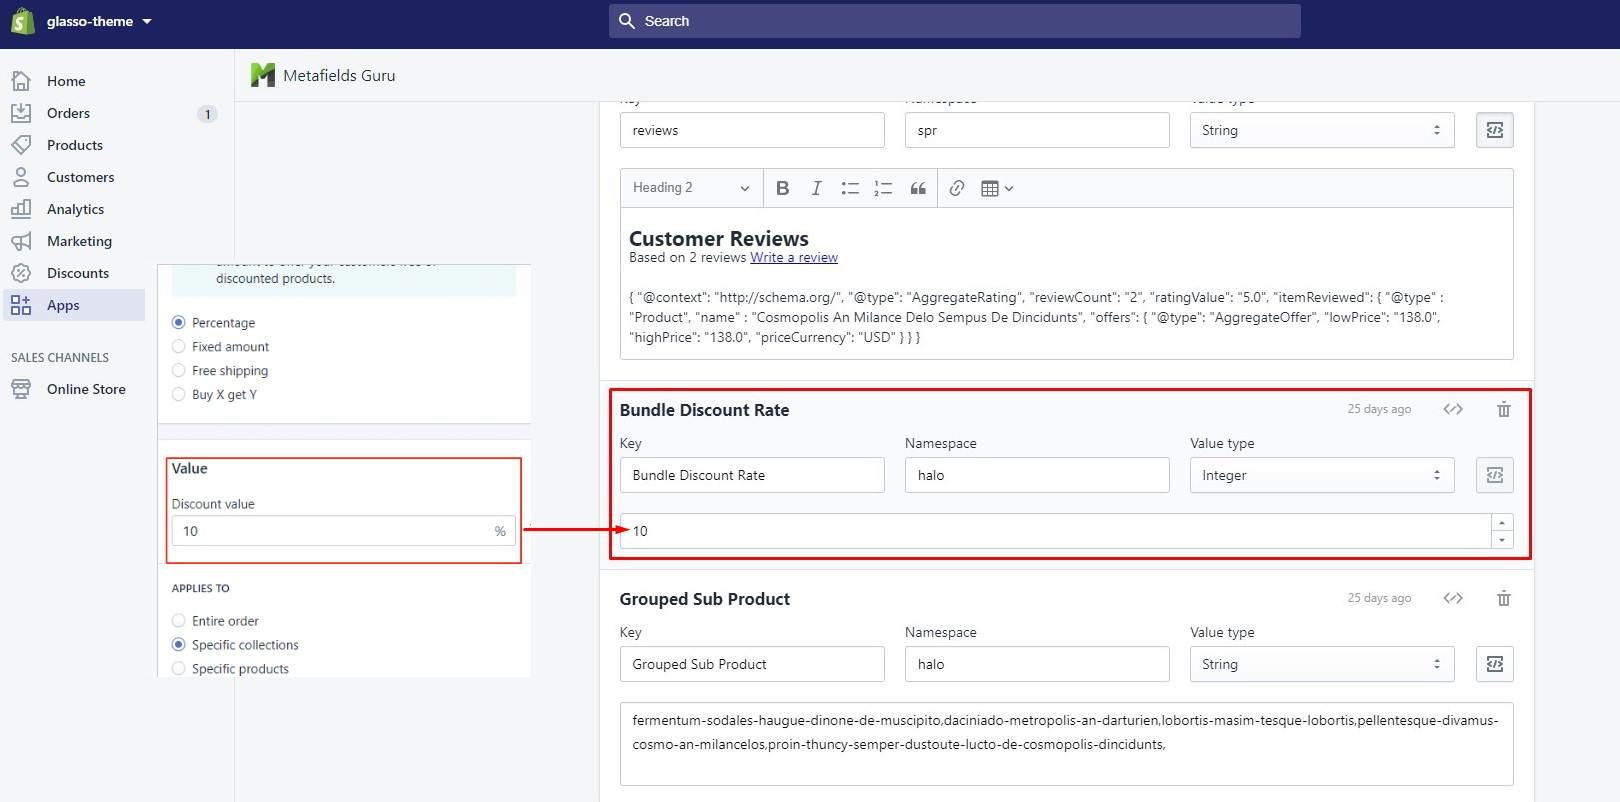 glasso-theme
Search
Home
Orders 1
Products
Customers
Analytics
Marketing
Discounts
Apps
SALES CHANNELS
Online Store
Metafields Guru
discounted products.
Percentage
Fixed amount
Free shipping
Buy X get Y
Value
Discount value
10 %
APPLIES TO
Entire order
Specific collections
Specific products
reviews spr String
Heading 2 B I
Customer Reviews
Based on 2 reviews Write a review
{ "@context": "http://schema.org/", "@type": "AggregateRating", "reviewCount": "2", "ratingValue": "5.0", "itemReviewed": { "@type" :
"Product", "name" : "Cosmopolis An Milance Delo Sempus De Dincidunts", "offers": { "@type": "AggregateOffer", "lowPrice": "138.0",
"highPrice": "138.0", "priceCurrency": "USD" } } }
Bundle Discount Rate 25 days ago
Key Namespace Value type
Bundle Discount Rate halo Integer
10
Grouped Sub Product 25 days ago
Key Namespace Value type
Grouped Sub Product halo String
fermentum-sodales-haugue-dinone-de-muscipito,daciniado-metropolis-an-darturien,lobortis-masim-tesque-lobortis,pellentesque-divamus-
cosmo-an-milancelos,proin-thuncy-semper-dustoute-lucto-de-cosmopolis-dincidunts,